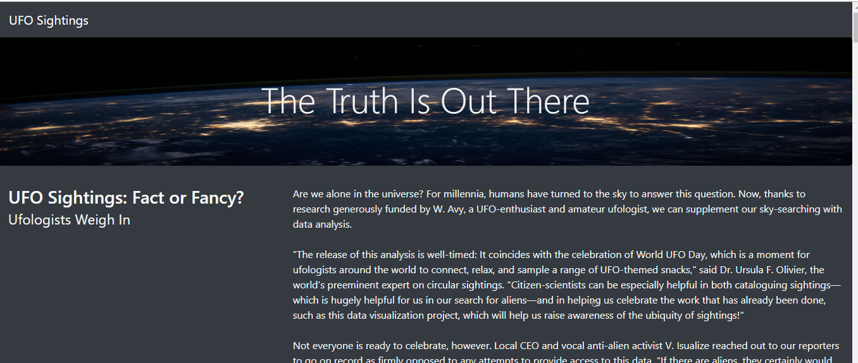 UFO Sightings
The Truth Is Out There
UFO Sightings: Fact or Fancy?
Ufologists Weigh In
Are we alone in the universe? For millennia, humans have turned to the sky to answer this question. Now, thanks to
research generously funded by W. Avy, a UFO-enthusiast and amateur ufologist, we can supplement our sky-searching with
data analysis.
"The release of this analysis is well-timed: It coincides with the celebration of World UFO Day, which is a moment for
ufologists around the world to connect, relax, and sample a range of UFO-themed snacks," said Dr. Ursula F. Olivier, the
world's preeminent expert on circular sightings. "Citizen-scientists can be especially helpful in both cataloguing sightings—
which is hugely helpful for us in our search for aliens—and in helping us celebrate the work that has already been done,
such as this data visualization project, which will help us raise awareness of the ubiquity of sightings!"
Not everyone is ready to celebrate, however. Local CEO and vocal anti-alien activist V. Isualize reached out to our reporters
to go on record as firmly opposed to any attempts to provide access to this data. "If there are aliens, they certainly would